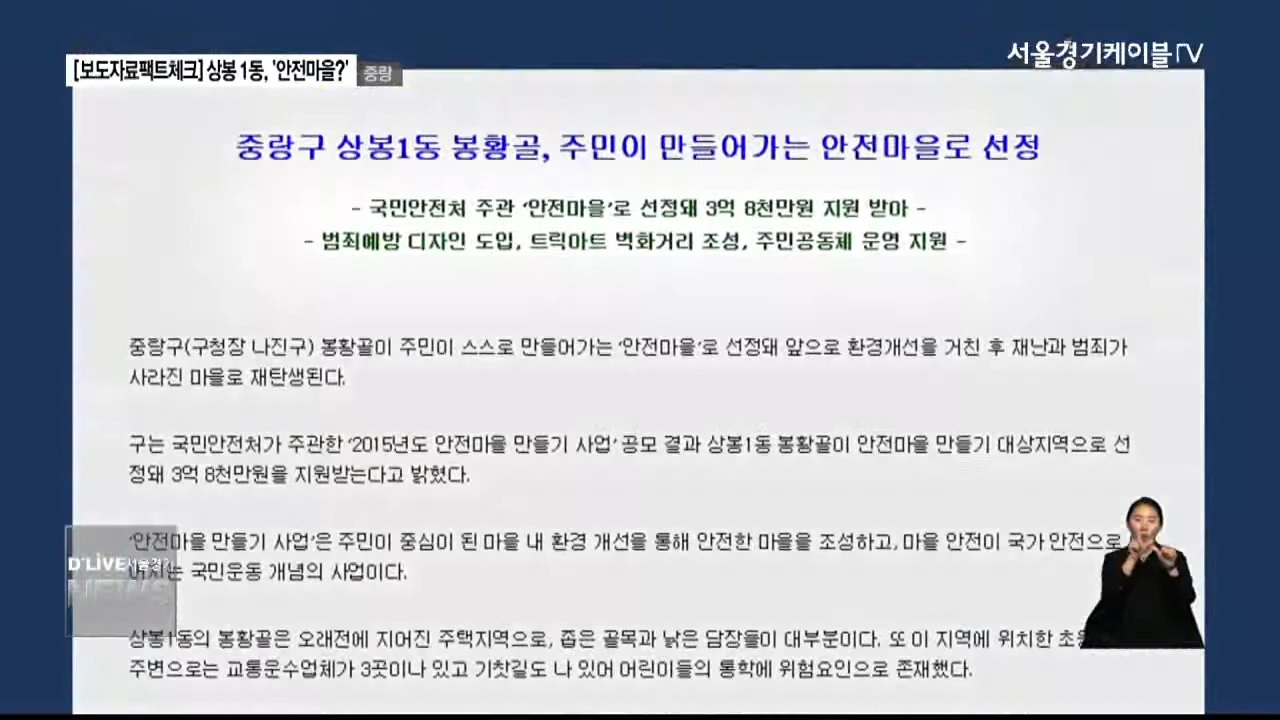 [보도자료팩트체크] 상봉 1동, '안전마을?'
중랑
서울경기케이블TV
중랑구 상봉1동 봉황골, 주민이 만들어가는 안전마을로 선정
- 국민안전처 주관 '안전마을'로 선정돼 3억 8천만원 지원 받아 -
- 범죄예방 디자인 도입, 트릭아트 벽화거리 조성, 주민공동체 운영 지원 -
중랑구(구청장 나진구) 봉황골이 주민이 스스로 만들어가는 '안전마을'로 선정돼 앞으로 환경개선을 거친 후 재난과 범죄가
사라진 마을로 재탄생된다.
구는 국민안전처가 주관한 '2015년도 안전마을 만들기 사업' 공모 결과 상봉1동 봉황골이 안전마을 만들기 대상지역으로 선
정돼 3억 8천만원을 지원받는다고 밝혔다.
'안전마을 만들기 사업'은 주민이 중심이 된 마을 내 환경 개선을 통해 안전한 마을을 조성하고, 마을 안전이 국가 안전으로
국민운동 개념의 사업이다.
D'LIVE 서울경기
NEWS
상봉1동의 봉황골은 오래전에 지어진 주택지역으로, 좁은 골목과 낡은 담장들이 대부분이다. 또 이 지역에 위치한
주변으로는 교통운수업체가 3곳이나 있고 기찻길도 나 있어 어린이들의 통학에 위험요인으로 존재했다.